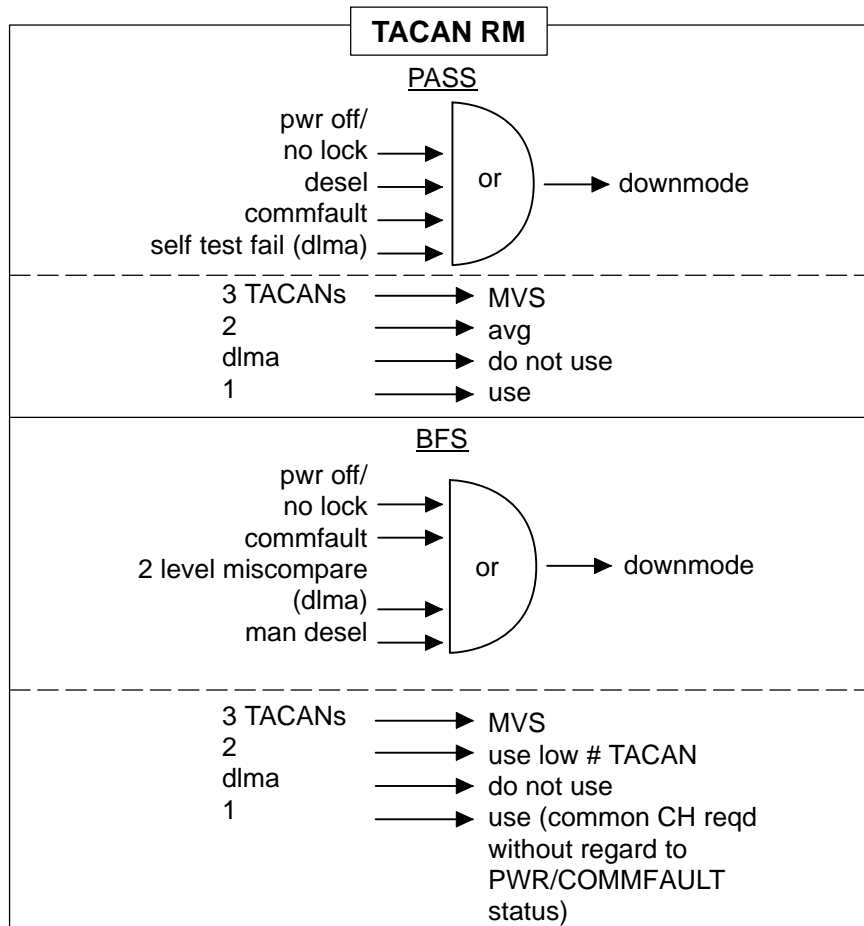 TACAN RM
PASS
pwr off/
no lock
desel
commfault
self test fail (dlma)
or
downmode
3 TACANs MVS
2 avg
dlma do not use
1 use
BFS
pwr off/
no lock
commfault
2 level miscompare
(dlma)
man desel
or
downmode
3 TACANs MVS
2 use low # TACAN
dlma do not use
1 use (common CH reqd
without regard to
PWR/COMMFAULT
status)